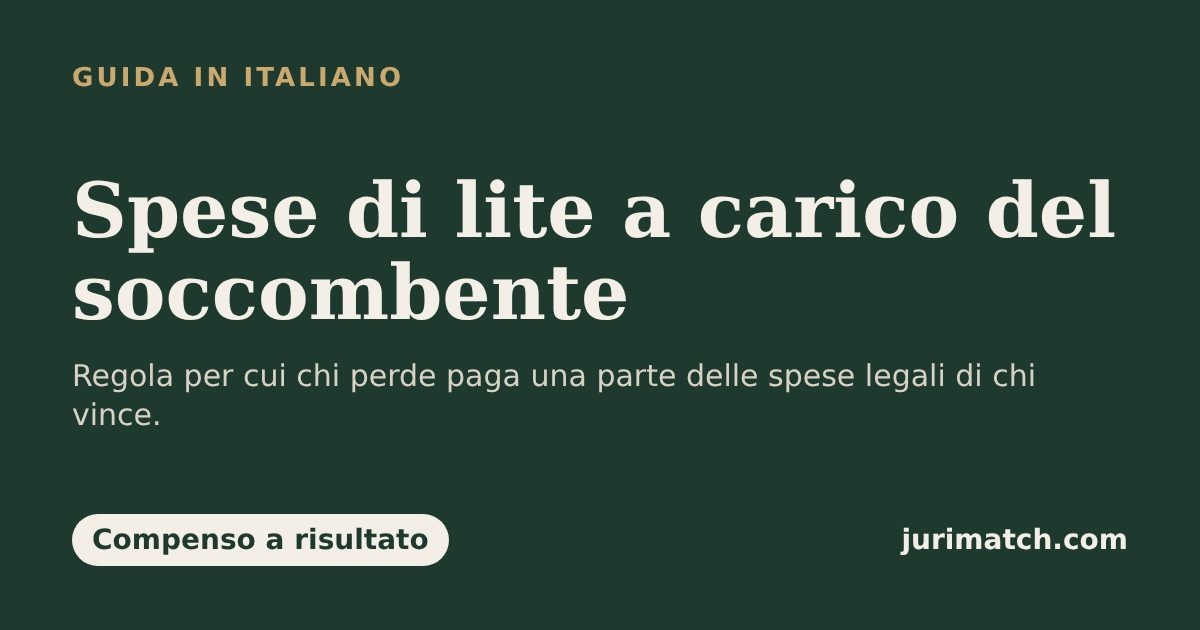 GUIDA IN ITALIANO
Spese di lite a carico del
soccombente
Regola per cui chi perde paga una parte delle spese legali di chi
vince.
Compenso a risultato
jurimatch.com